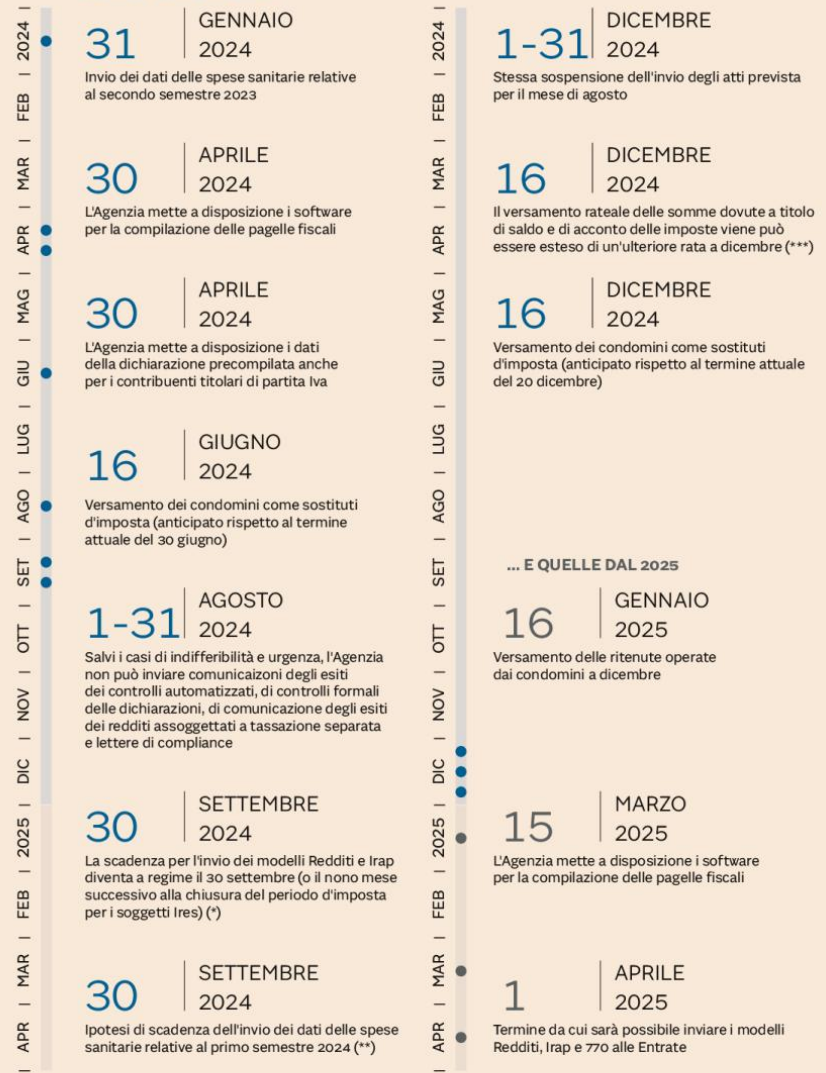 2024
FEB
MAR
APR
MAG
GIU
LUG
AGO
SET
OTT
NOV
DIC
2025
FEB
MAR
APR
31 GENNAIO 2024
Invio dei dati delle spese sanitarie relative
al secondo semestre 2023
30 APRILE 2024
L'Agenzia mette a disposizione i software
per la compilazione delle pagelle fiscali
30 APRILE 2024
L'Agenzia mette a disposizione i dati
della dichiarazione precompilata anche
per i contribuenti titolari di partita Iva
16 GIUGNO 2024
Versamento dei condomini come sostituti
d'imposta (anticipato rispetto al termine
attuale del 30 giugno)
1-31 AGOSTO 2024
Salvi i casi di indifferibilità e urgenza, l'Agenzia
non può inviare comunicaizoni degli esiti
dei controlli automatizzati, di controlli formali
delle dichiarazioni, di comunicazione degli esiti
dei redditi assoggettati a tassazione separata
e lettere di compliance
30 SETTEMBRE 2024
La scadenza per l'invio dei modelli Redditi e Irap
diventa a regime il 30 settembre (o il nono mese
successivo alla chiusura del periodo d'imposta
per i soggetti Ires) (*)
30 SETTEMBRE 2024
Ipotesi di scadenza dell'invio dei dati delle spese
sanitarie relative al primo semestre 2024 (**)
2024
FEB
MAR
APR
MAG
GIU
LUG
AGO
SET
OTT
NOV
DIC
2025
FEB
MAR
APR
1-31 DICEMBRE 2024
Stessa sospensione dell'invio degli atti prevista
per il mese di agosto
16 DICEMBRE 2024
Il versamento rateale delle somme dovute a titolo
di saldo e di acconto delle imposte viene può
essere esteso di un'ulteriore rata a dicembre (***)
16 DICEMBRE 2024
Versamento dei condomini come sostituti
d'imposta (anticipato rispetto al termine attuale
del 20 dicembre)
... E QUELLE DAL 2025
16 GENNAIO 2025
Versamento delle ritenute operate
dai condomini a dicembre
15 MARZO 2025
L'Agenzia mette a disposizione i software
per la compilazione delle pagelle fiscali
1 APRILE 2025
Termine da cui sarà possibile inviare i modelli
Redditi, Irap e 770 alle Entrate